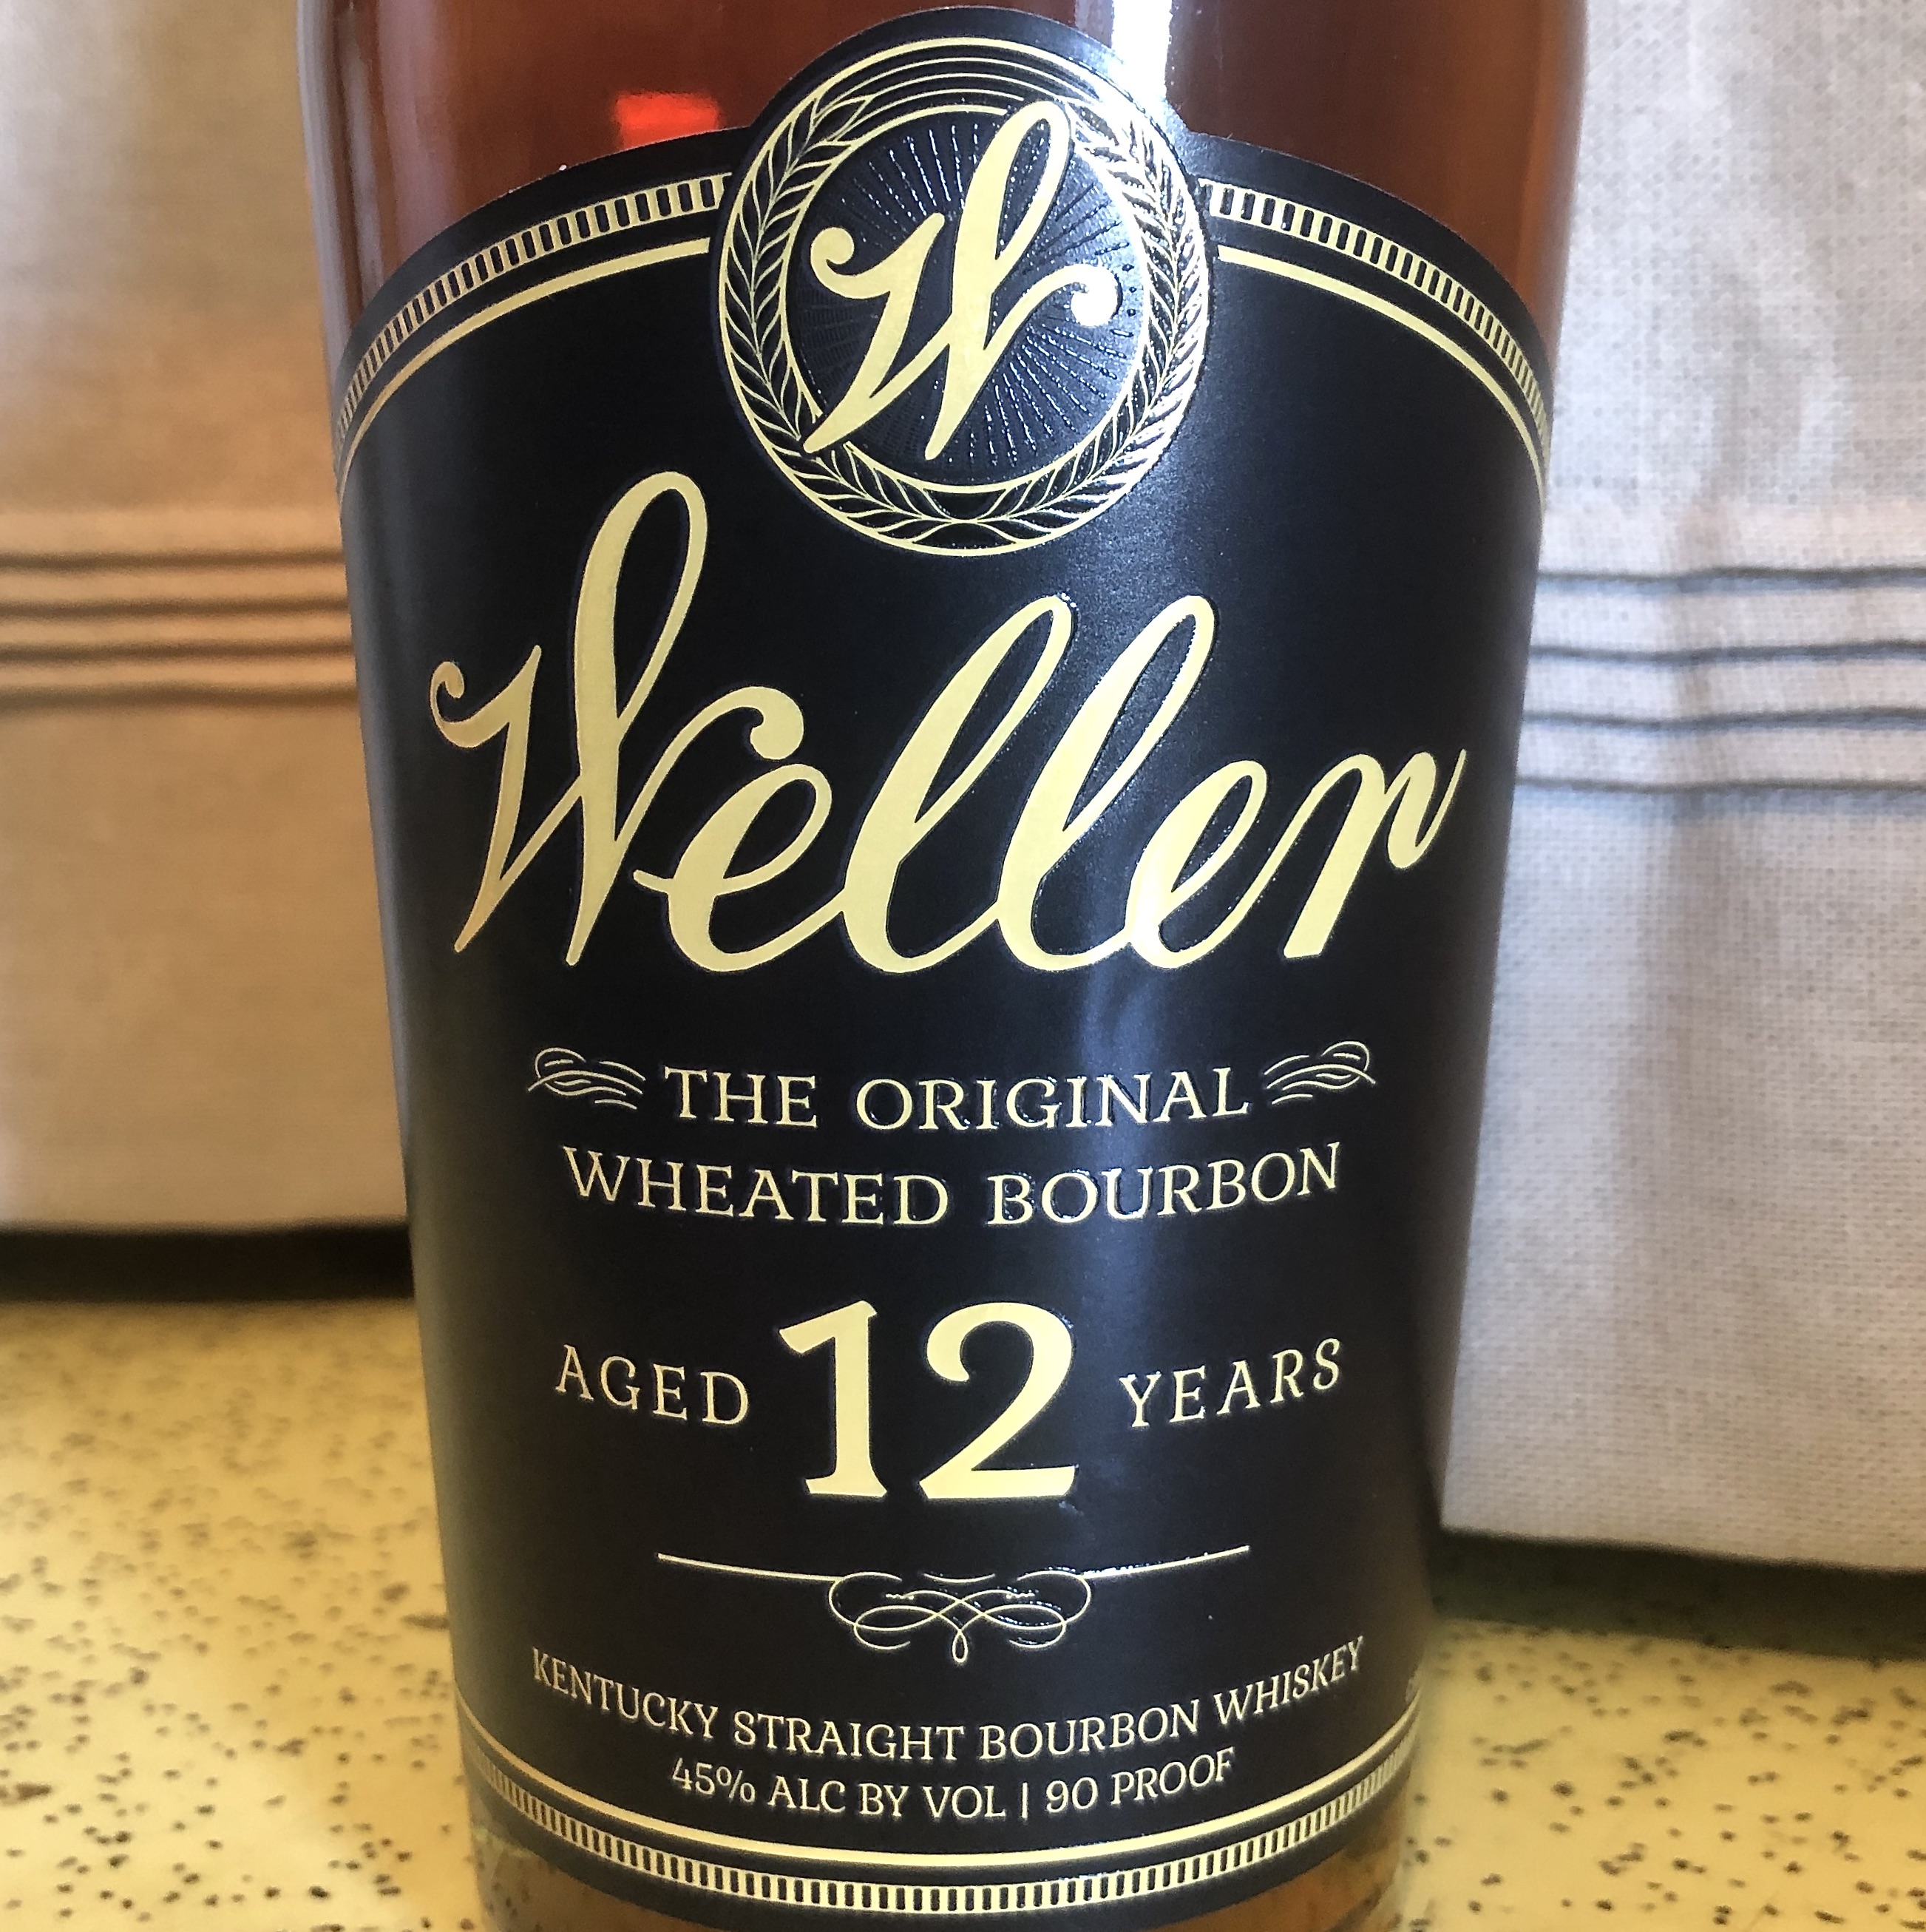 W
Weller
THE ORIGINAL
WHEATED BOURBON
AGED 12 YEARS
KENTUCKY STRAIGHT BOURBON WHISKEY
45% ALC BY VOL | 90 PROOF